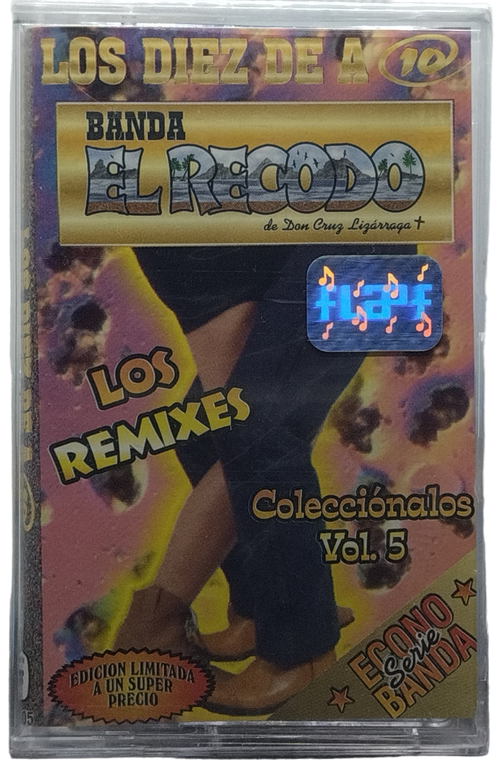 LOS DIEZ DE A 10
BANDA
EL RECODO
de Don Cruz Lizárraga †
LOS
REMIXES
Colecciónalos
Vol. 5
EDICION LIMITADA
A UN SUPER
PRECIO
ECONO
Serie
BANDA